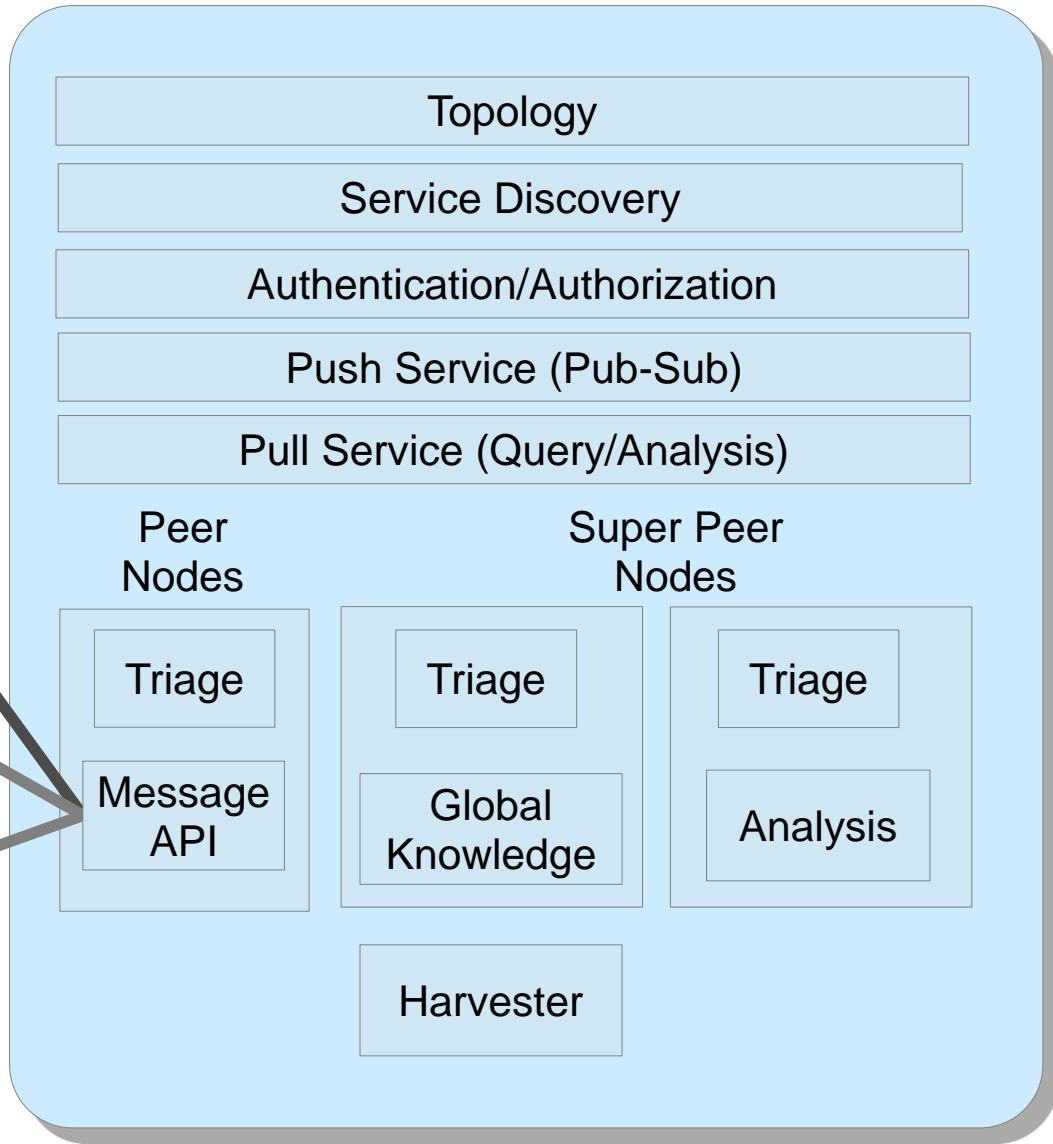 Topology
Service Discovery
Authentication/Authorization
Push Service (Pub-Sub)
Pull Service (Query/Analysis)
Peer
Nodes
Super Peer
Nodes
Triage
Message
API
Triage
Global
Knowledge
Triage
Analysis
Harvester